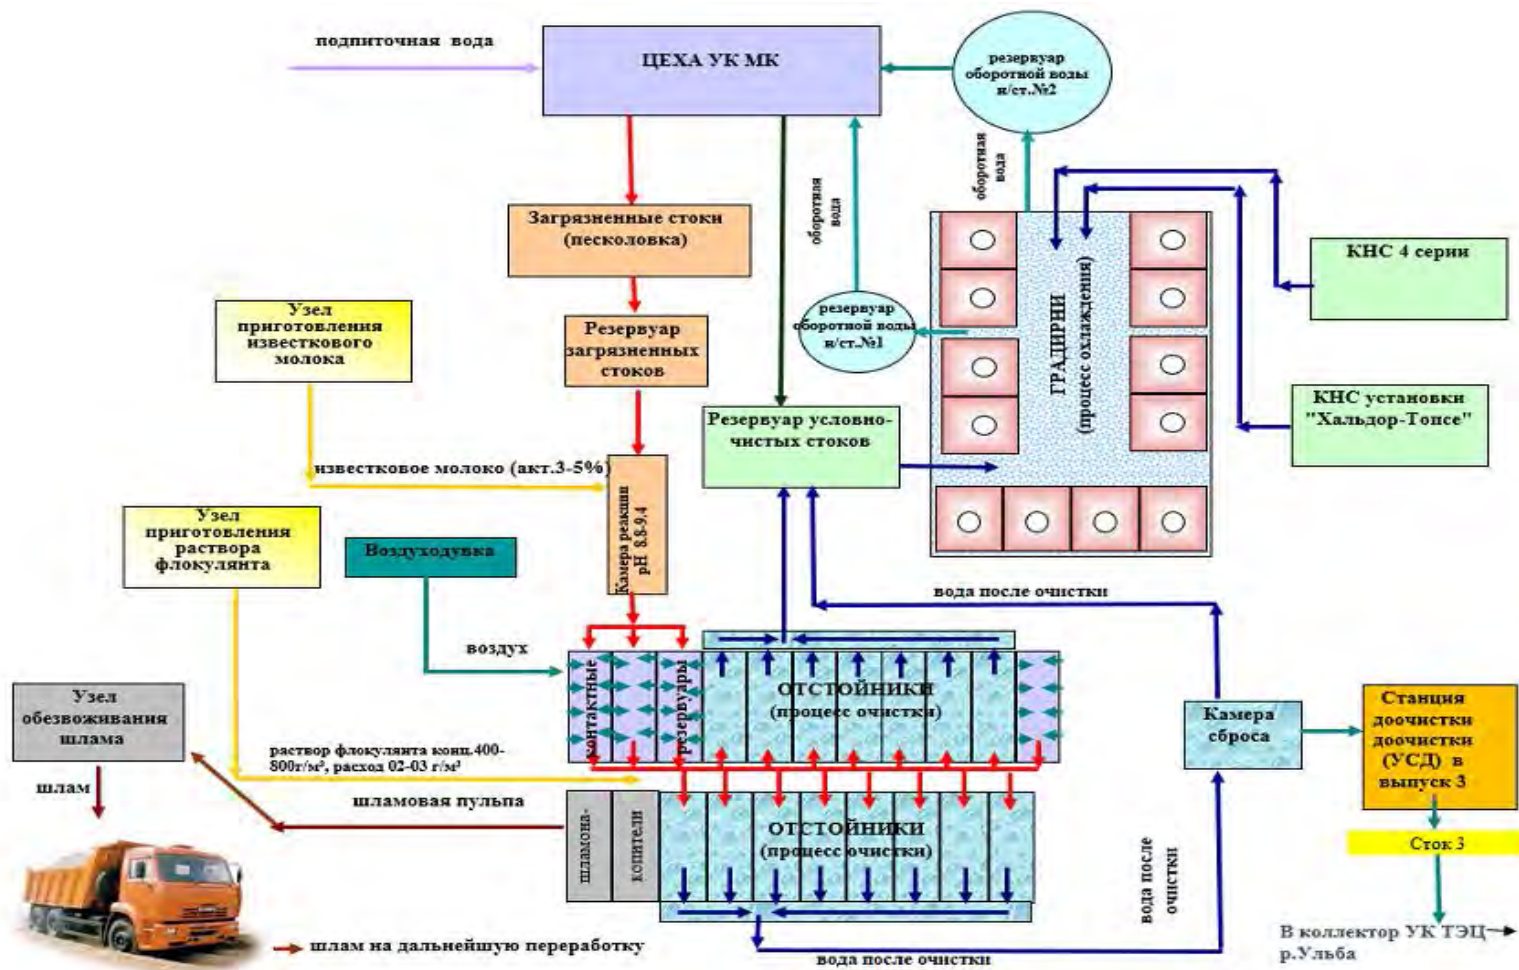 подпиточная вода
ЦЕХА УК МК
резервуар
оборотной воды
н/ст.№2
оборотная
вода
оборотная
вода
Загрязненные стоки
(песколовка)
КНС 4 серии
Узел
приготовления
известкового
молока
Резервуар
загрязненных
стоков
резервуар
оборотной воды
н/ст.№1
ГРАДИРНИ
(процесс охлаждения)
КНС установки
"Хальдор-Топсе"
Резервуар условно-
чистых стоков
известковое молоко (акт.3-5%)
Камера реакции
рН 8.8-9.4
Узел
приготовления
раствора
флокулянта
Воздуходувка
вода после очистки
воздух
контактные
резервуары
ОТСТОЙНИКИ
(процесс очистки)
Узел
обезвоживания
шлама
Камера
сброса
Станция
доочистки
доочистки
(УСД) в
выпуск 3
раствор флокулянта конц.400-
800г/м³, расход 02-03 г/м³
шлам
шламовая пульпа
шламона-
копители
ОТСТОЙНИКИ
(процесс очистки)
вода после
очистки
Сток 3
шлам на дальнейшую переработку
вода после очистки
В коллектор УК ТЭЦ
р.Ульба